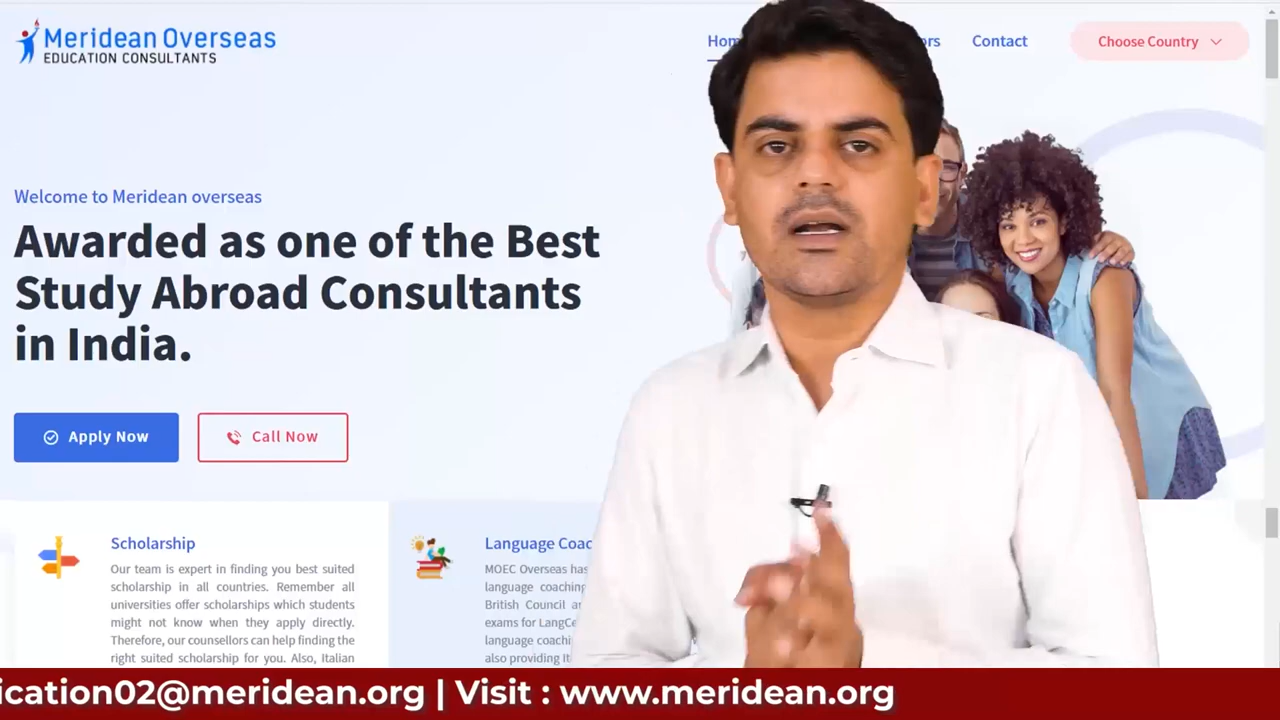 Meridean Overseas
EDUCATION CONSULTANTS
Contact
Choose Country
Welcome to Meridean overseas
Awarded as one of the Best
Study Abroad Consultants
in India.
Apply Now
Call Now
Scholarship
Our team is expert in finding you best suited
scholarship in all countries. Remember all
universities offer scholarships which students
might not know when they apply directly.
Therefore, our counsellors can help finding the
right suited scholarship for you. Also, Italian
Language Coac
MOEC Overseas has
language coaching
British Council
exams for
language
also providing
ication02@meridean.org | Visit : www.meridean.org